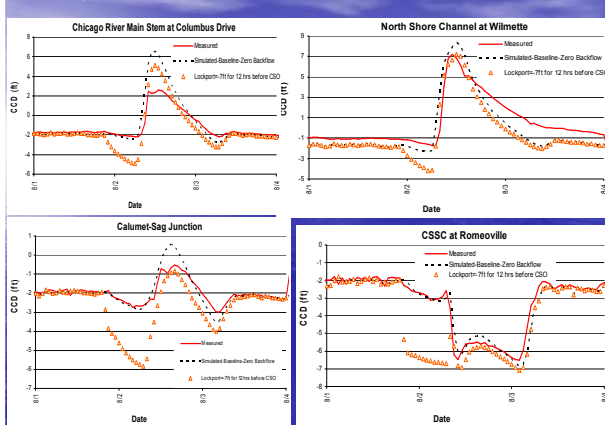 Chicago River Main Stem at Columbus Drive
CCD (ft)
8
6
4
2
0
-2
-4
-6
Measured
Simulated-Baseline-Zero Backflow
Lockport=-7ft for 12 hrs before CSO
8/1
8/2
8/3
8/4
Date
North Shore Channel at Wilmette
CCD (ft)
9
7
5
3
1
-1
-3
-5
Measured
Simulated-Baseline-Zero Backflow
Lockport=-7ft for 12 hrs before CSO
8/1
8/2
8/3
8/4
Date
Calumet-Sag Junction
CCD (ft)
1
0
-1
-2
-3
-4
-5
-6
-7
Measured
Simulated-Baseline-Zero Backflow
Lockport=-7ft for 12hrs before CSO
8/1
8/2
8/3
8/4
Date
CSSC at Romeoville
CCD (ft)
0
-1
-2
-3
-4
-5
-6
-7
-8
Measured
Simulated-Baseline-Zero Backflow
Lockport=-7ft for 12 hrs before CSO
8/1
8/2
8/3
8/4
Date